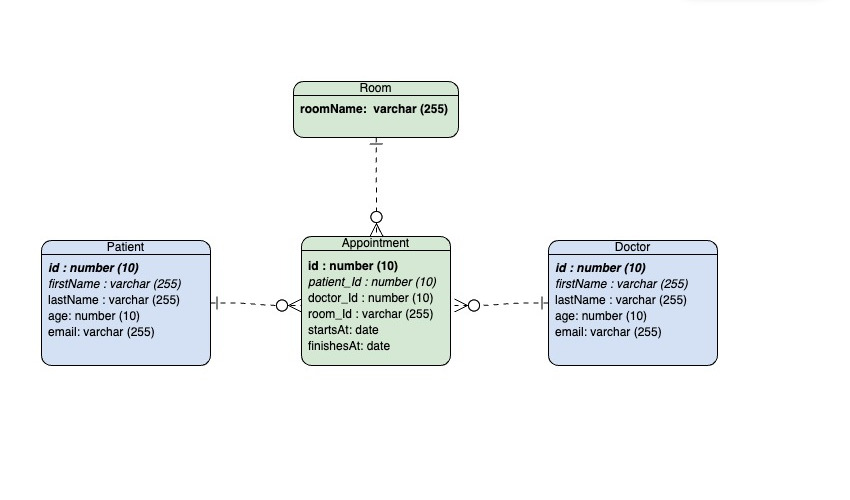 Room
roomName:  varchar (255)
Patient
id : number (10)
firstName : varchar (255)
lastName : varchar (255)
age: number (10)
email: varchar (255)
Appointment
id : number (10)
patient_Id : number (10)
doctor_Id : number (10)
room_Id : varchar (255)
startsAt: date
finishesAt: date
Doctor
id : number (10)
firstName : varchar (255)
lastName : varchar (255)
age: number (10)
email: varchar (255)